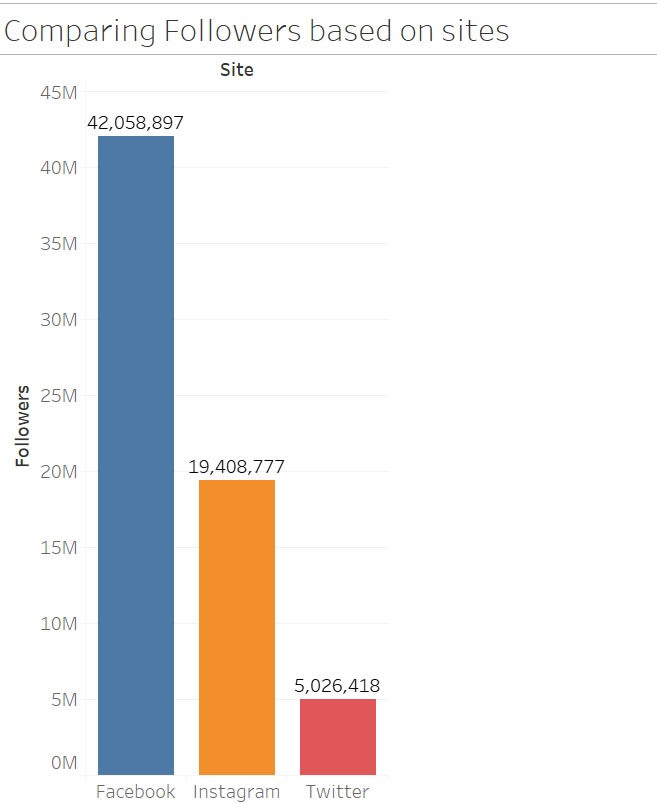 Comparing Followers based on sites
Site
45M
42,058,897
40M
35M
30M
25M
Followers
20M
19,408,777
15M
10M
5,026,418
5M
0M
Facebook Instagram Twitter